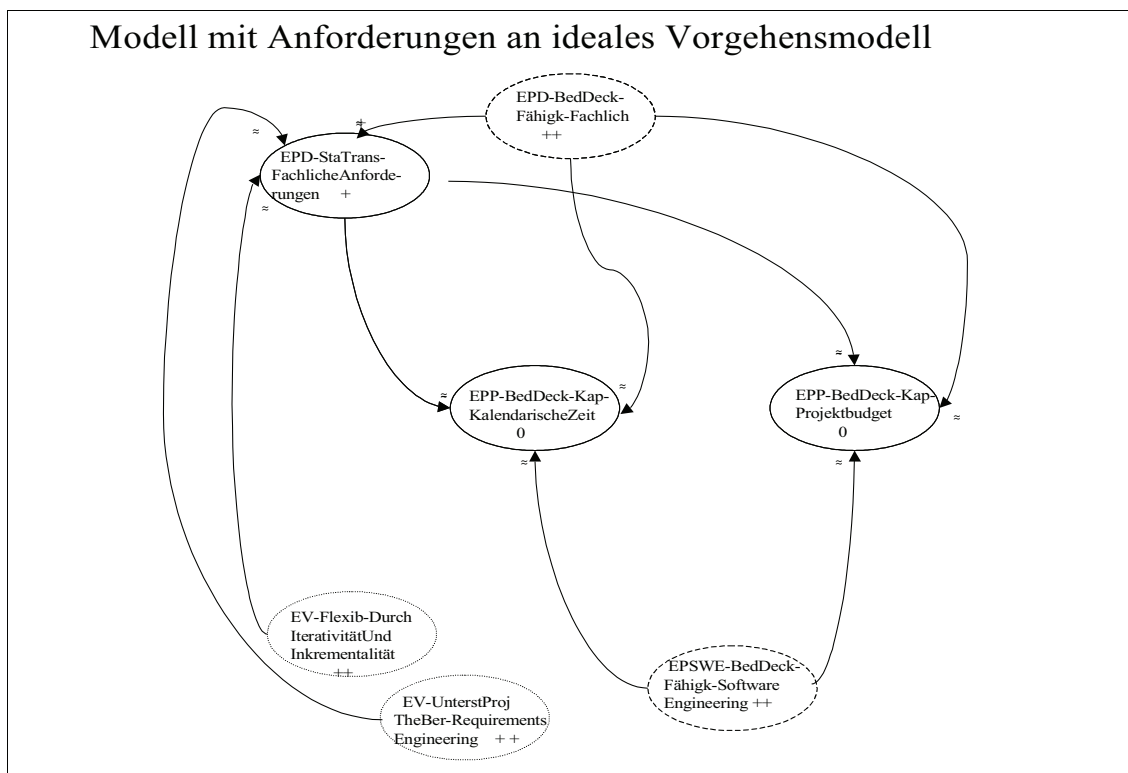 Modell mit Anforderungen an ideales Vorgehensmodell
EPD-BedDeck-
Fähigk-Fachlich
++
≈
+
≈
EPD-StaTrans-
FachlicheAnforde-
rungen +
≈
≈
≈
≈
EPP-BedDeck-Kap-
KalendarischeZeit
0
EPP-BedDeck-Kap-
Projektbudget
0
≈
≈
≈
EV-Flexib-Durch
IterativitätUnd
Inkrementalität
++
EPSWE-BedDeck-
Fähigk-Software
Engineering ++
EV-UnterstProj
TheBer-Requirements
Engineering + +